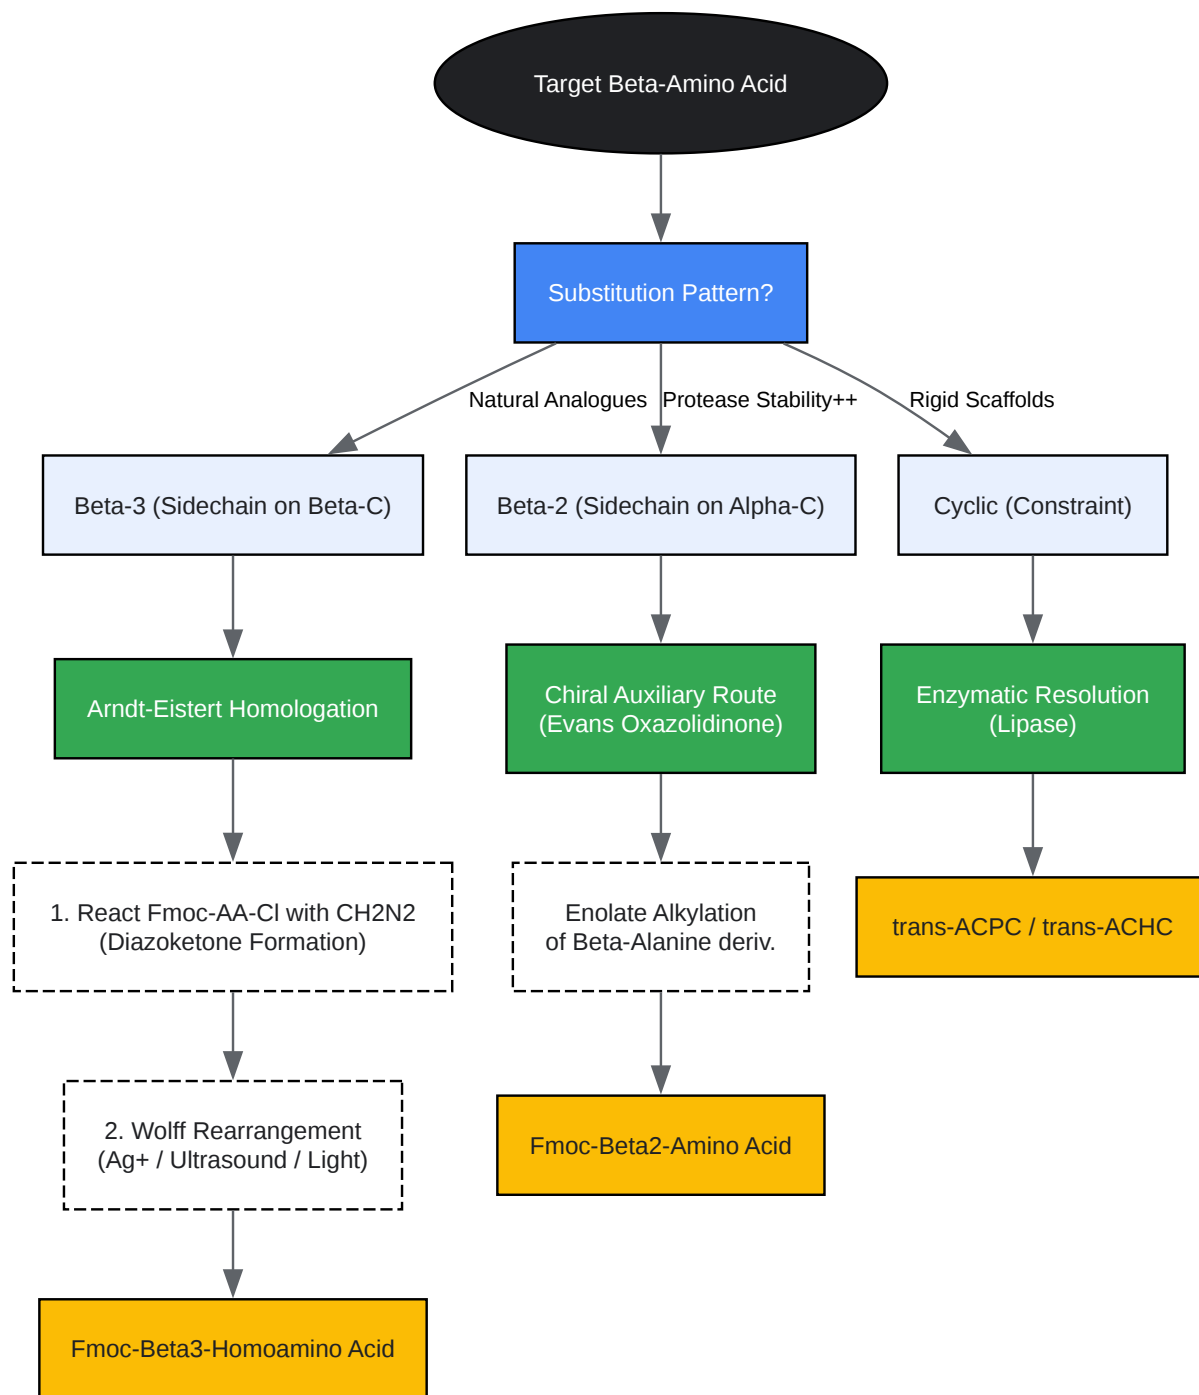 Target Beta-Amino Acid
Substitution Pattern?
Natural Analogues
Protease Stability++
Rigid Scaffolds
Beta-3 (Sidechain on Beta-C)
Beta-2 (Sidechain on Alpha-C)
Cyclic (Constraint)
Arndt-Eistert Homologation
Chiral Auxiliary Route
(Evans Oxazolidinone)
Enzymatic Resolution
(Lipase)
1. React Fmoc-AA-Cl with CH2N2
(Diazoketone Formation)
Enolate Alkylation
of Beta-Alanine deriv.
trans-ACPC / trans-ACHC
2. Wolff Rearrangement
(Ag+ / Ultrasound / Light)
Fmoc-Beta2-Amino Acid
Fmoc-Beta3-Homoamino Acid